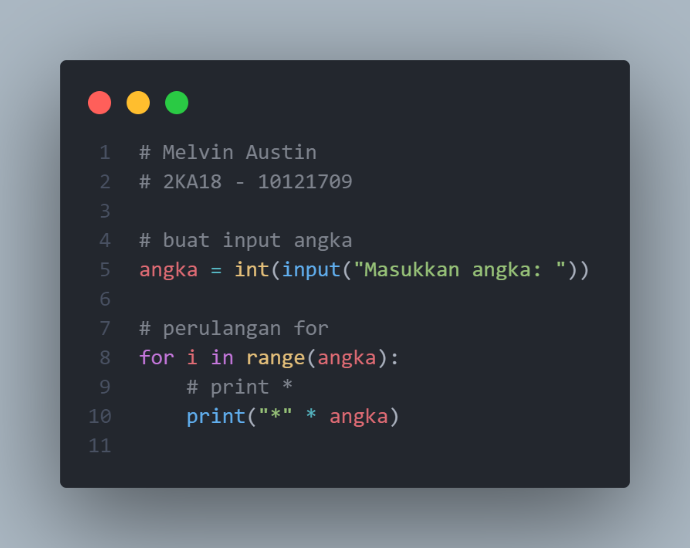 1 # Melvin Austin
2 # 2KA18 - 10121709
3
4 # buat input angka
5 angka = int(input("Masukkan angka: "))
6
7 # perulangan for
8 for i in range(angka):
9     # print *
10     print("*" * angka)
11